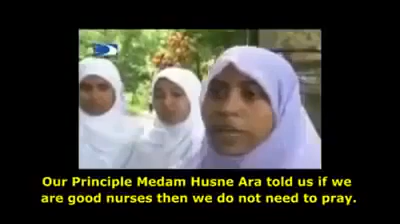 Our Principle Medam Husne Ara told us if we
are good nurses then we do not need to pray.